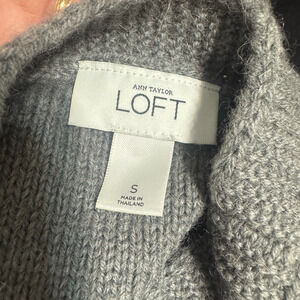 ANN TAYLOR
LOFT
S
MADE IN
THAILAND